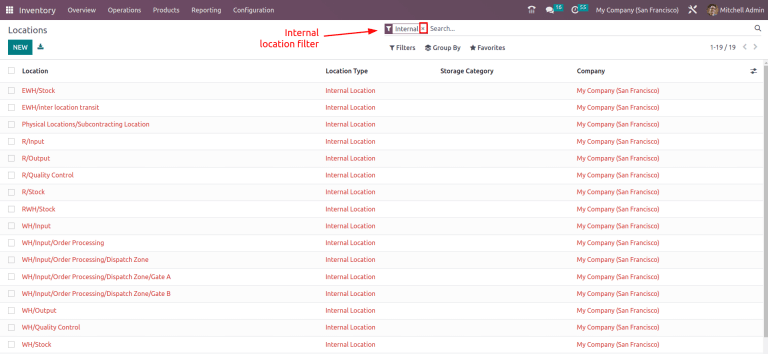 Inventory Overview Operations Products Reporting Configuration 16 55 My Company (San Francisco) Mitchell Admin
Locations Internal × Search...
Internal location filter
NEW Filters Group By Favorites 1-19 / 19
Location Location Type Storage Category Company
EWH/Stock Internal Location My Company (San Francisco)
EWH/inter location transit Internal Location My Company (San Francisco)
Physical Locations/Subcontracting Location Internal Location My Company (San Francisco)
R/Input Internal Location My Company (San Francisco)
R/Output Internal Location My Company (San Francisco)
R/Quality Control Internal Location My Company (San Francisco)
R/Stock Internal Location My Company (San Francisco)
RWH/Stock Internal Location My Company (San Francisco)
WH/Input Internal Location My Company (San Francisco)
WH/Input/Order Processing Internal Location My Company (San Francisco)
WH/Input/Order Processing/Dispatch Zone Internal Location My Company (San Francisco)
WH/Input/Order Processing/Dispatch Zone/Gate A Internal Location My Company (San Francisco)
WH/Input/Order Processing/Dispatch Zone/Gate B Internal Location My Company (San Francisco)
WH/Output Internal Location My Company (San Francisco)
WH/Quality Control Internal Location My Company (San Francisco)
WH/Stock Internal Location My Company (San Francisco)